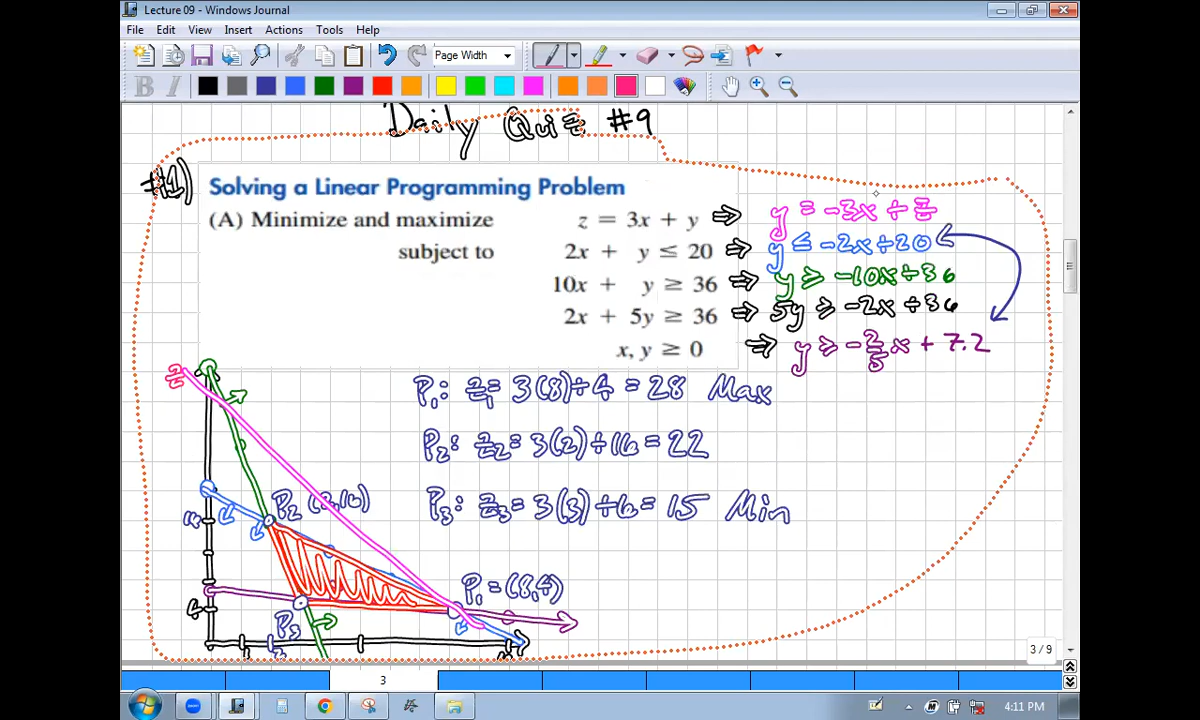 Lecture 09 - Windows Journal
File Edit View Insert Actions Tools Help
Page Width
B I
Daily Quiz #9
#1)
Solving a Linear Programming Problem
(A) Minimize and maximize z = 3x + y ⇒ y = -3x + z
subject to 2x + y ≤ 20 ⇒ y ≤ -2x + 20
10x + y ≥ 36 ⇒ y ≥ -10x + 36
2x + 5y ≥ 36 ⇒ 5y ≥ -2x + 36
x, y ≥ 0 ⇒ y ≥ -2/5x + 7.2
z
P1: z1 = 3(8) + 4 = 28 Max
P2: z2 = 3(2) + 16 = 22
P2 (2,16)
P3: z3 = 3(3) + 6 = 15 Min
P1 = (8,4)
P3
3 / 9
3
4:11 PM